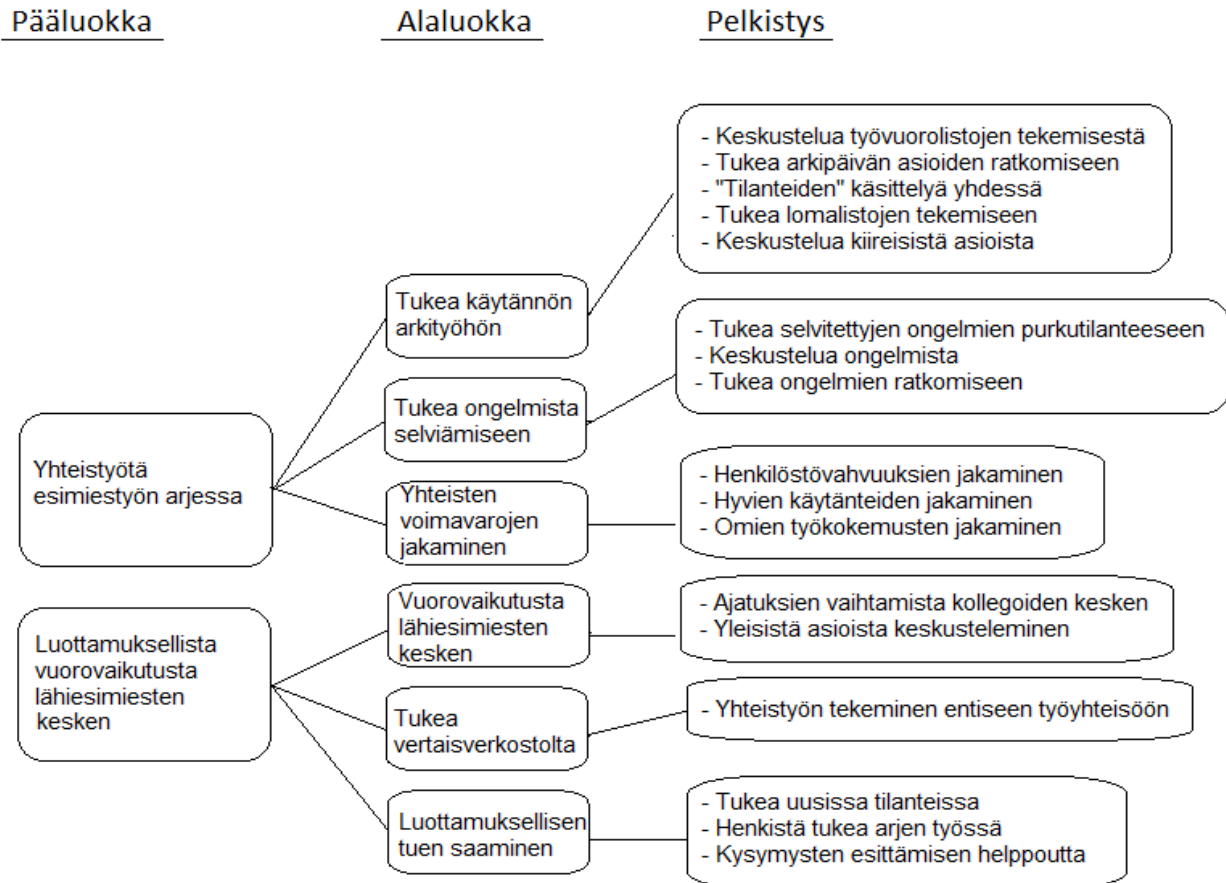 Pääluokka
Alaluokka
Pelkistys
- Keskustelua työvuorolistojen tekemisestä
- Tukea arkipäivän asioiden ratkomiseen
- "Tilanteiden" käsittelyä yhdessä
- Tukea lomalistojen tekemiseen
- Keskustelua kiireisistä asioista
Tukea käytännön
arkityöhön
- Tukea selvitettyjen ongelmien purkutilanteeseen
- Keskustelua ongelmista
- Tukea ongelmien ratkomiseen
Tukea ongelmista
selviämiseen
Yhteistyötä
esimiestyön arjessa
Yhteisten
voimavarojen
jakaminen
- Henkilöstövahvuuksien jakaminen
- Hyvien käytänteiden jakaminen
- Omien työkokemusten jakaminen
Vuorovaikutusta
lähiesimiesten
kesken
- Ajatuksien vaihtamista kollegoiden kesken
- Yleisistä asioista keskusteleminen
Luottamuksellista
vuorovaikutusta
lähiesimiesten
kesken
Tukea
vertaisverkostolta
- Yhteistyön tekeminen entiseen työyhteisöön
Luottamuksellisen
tuen saaminen
- Tukea uusissa tilanteissa
- Henkistä tukea arjen työssä
- Kysymysten esittämisen helppoutta